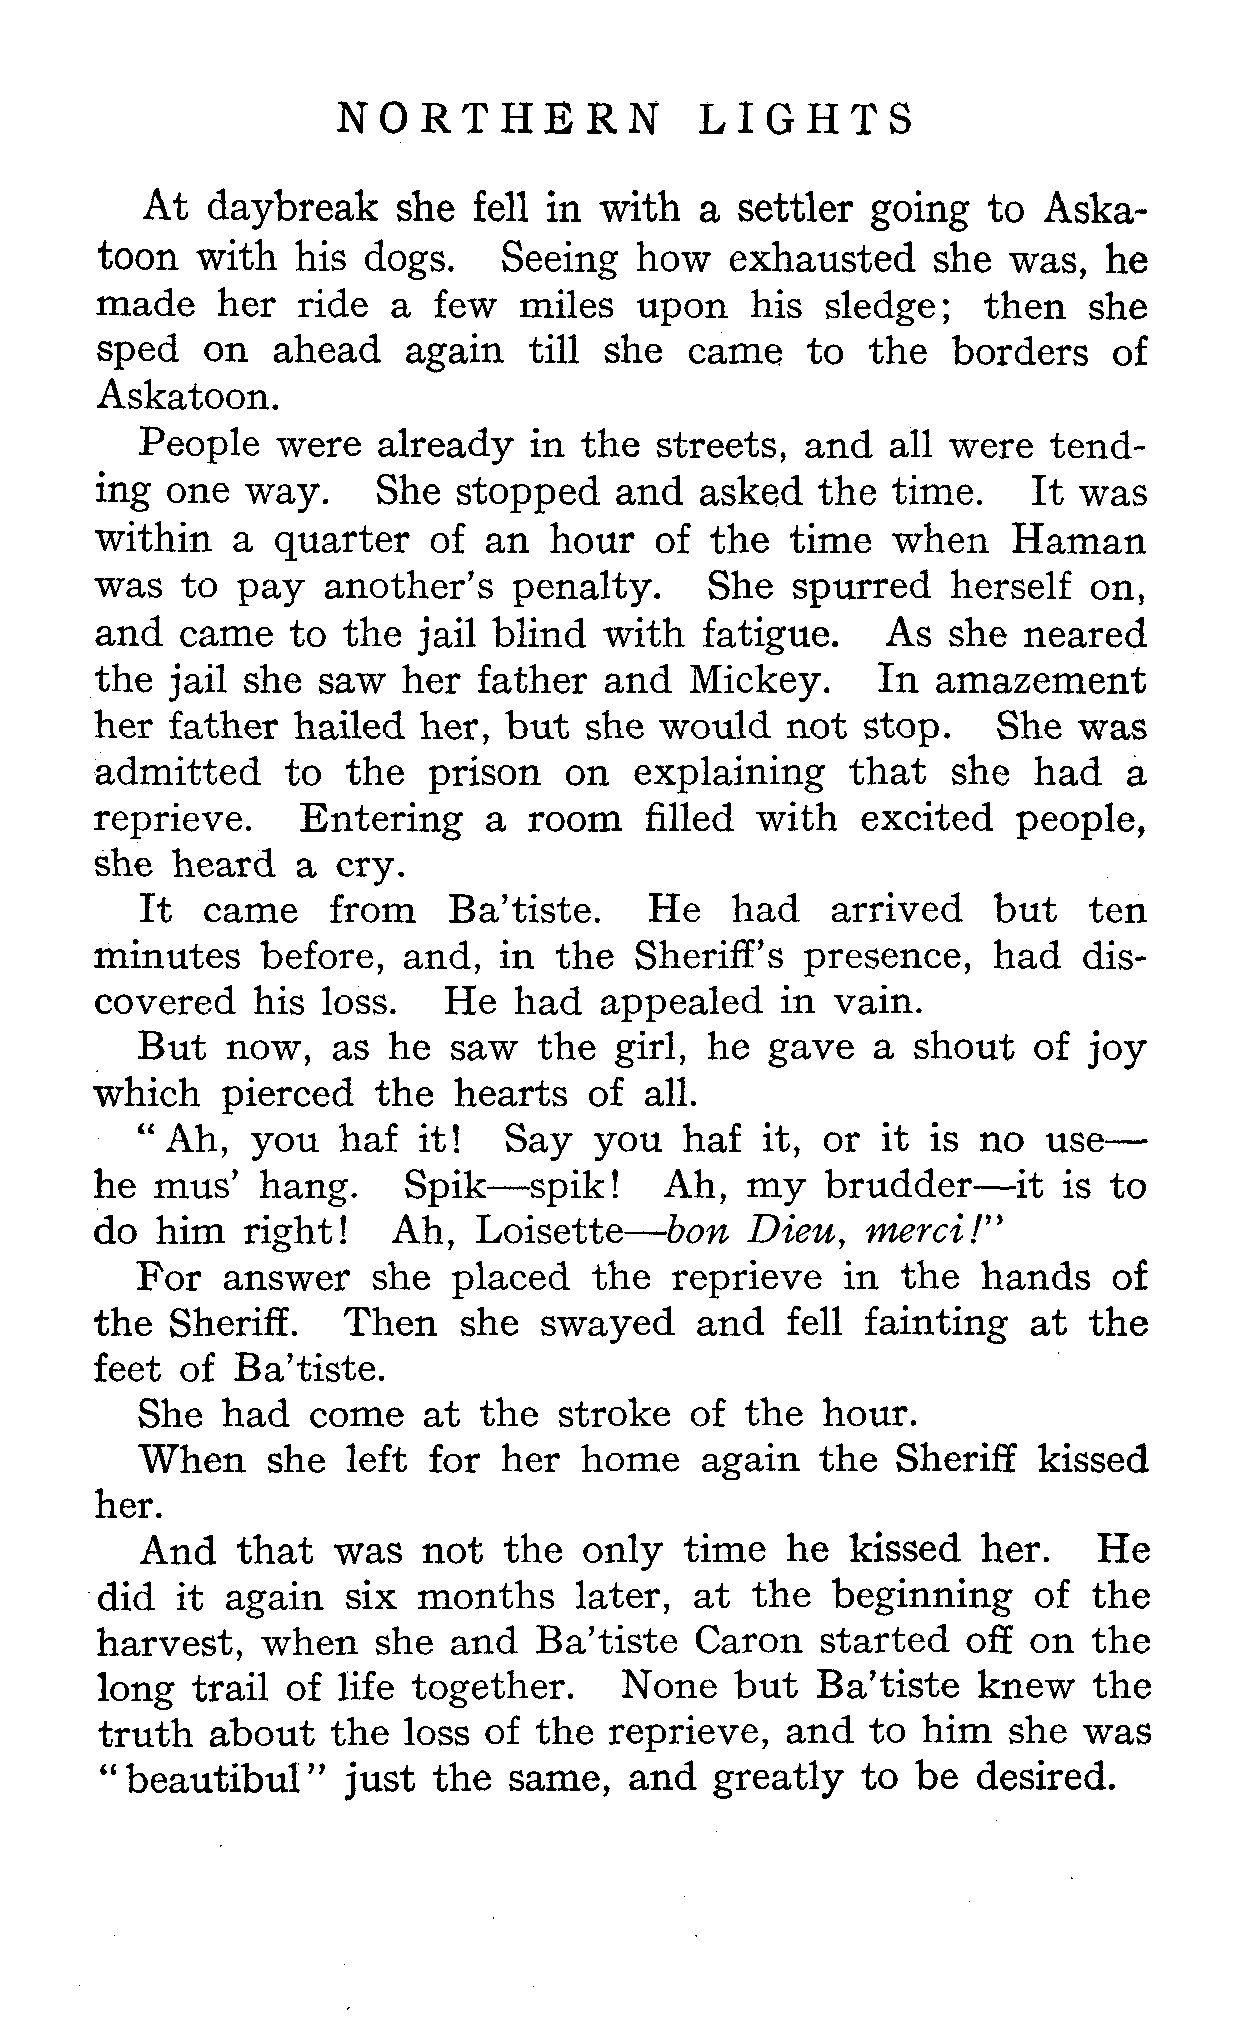 NORTHERN LIGHTS
At daybreak she fell in with a settler going to Aska-
toon with his dogs. Seeing how exhausted she was, he
made her ride a few miles upon his sledge; then she
sped on ahead again till she came to the borders of
Askatoon.
People were already in the streets, and all were tend-
ing one way. She stopped and asked the time. It was
within a quarter of an hour of the time when Haman
was to pay another's penalty. She spurred herself on,
and came to the jail blind with fatigue. As she neared
the jail she saw her father and Mickey. In amazement
her father hailed her, but she would not stop. She was
admitted to the prison on explaining that she had a
reprieve. Entering a room filled with excited people,
she heard a cry.
It came from Ba'tiste. He had arrived but ten
minutes before, and, in the Sheriff's presence, had dis-
covered his loss. He had appealed in vain.
But now, as he saw the girl, he gave a shout of joy
which pierced the hearts of all.
"Ah, you haf it! Say you haf it, or it is no use—
he mus' hang. Spik—spik! Ah, my brudder—it is to
do him right! Ah, Loisette—bon Dieu, merci!"
For answer she placed the reprieve in the hands of
the Sheriff. Then she swayed and fell fainting at the
feet of Ba'tiste.
She had come at the stroke of the hour.
When she left for her home again the Sheriff kissed
her.
And that was not the only time he kissed her. He
did it again six months later, at the beginning of the
harvest, when she and Ba'tiste Caron started off on the
long trail of life together. None but Ba'tiste knew the
truth about the loss of the reprieve, and to him she was
"beautibul" just the same, and greatly to be desired.